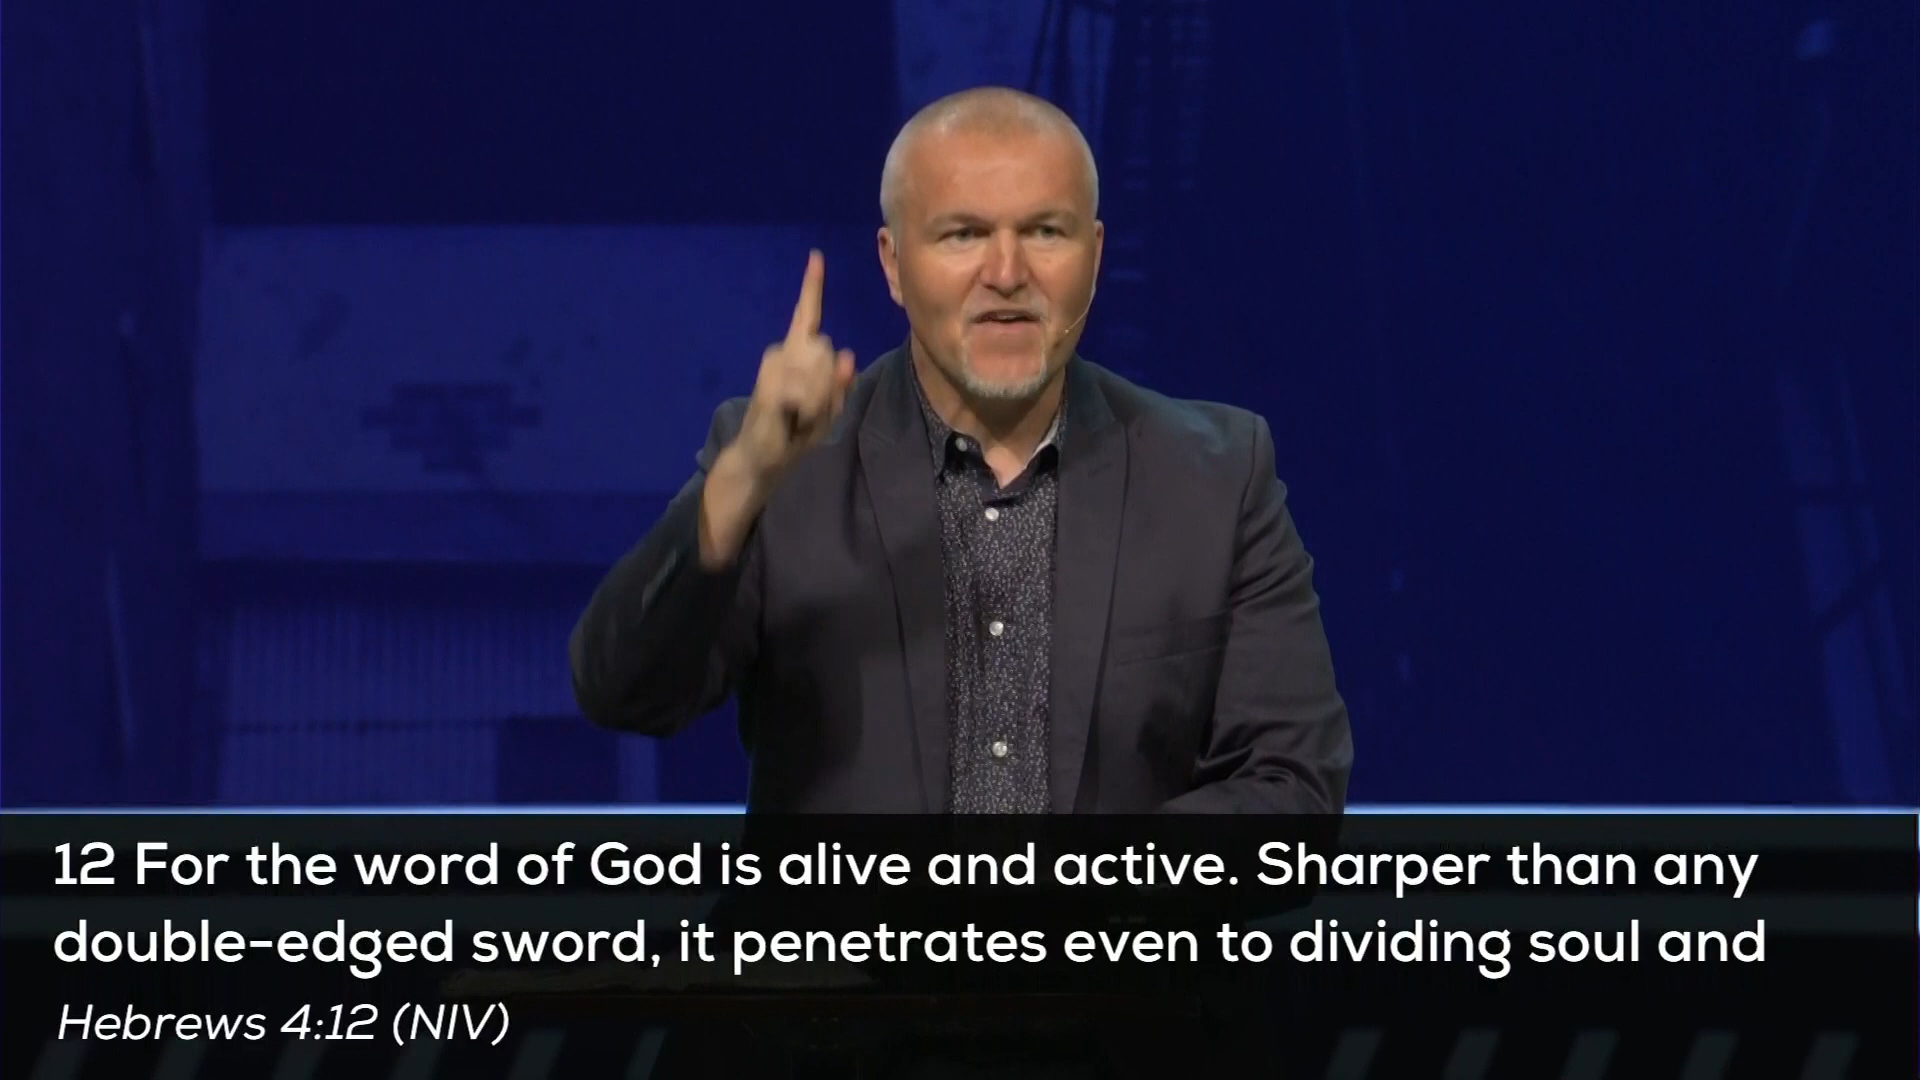 12 For the word of God is alive and active. Sharper than any
double-edged sword, it penetrates even to dividing soul and
Hebrews 4:12 (NIV)